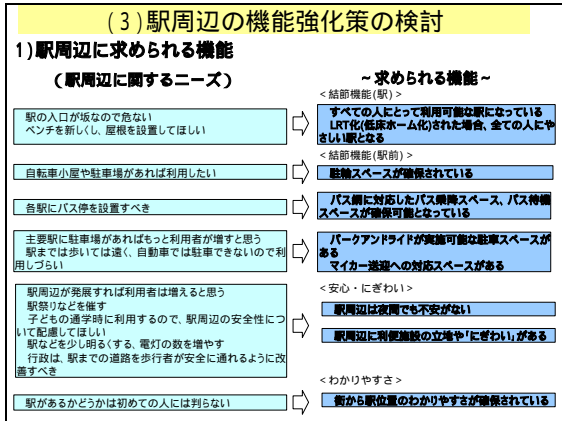 (3)駅周辺の機能強化策の検討
1)駅周辺に求められる機能
(駅周辺に関するニーズ)
~求められる機能~
<結節機能(駅)>
駅の入口が坂なので危ない
ベンチを新しくし、屋根を設置してほしい
すべての人にとって利用可能な駅になっている
LRT化(低床ホーム化)された場合、全ての人にや
さしい駅となる
<結節機能(駅前)>
自転車小屋や駐車場があれば利用したい
駐輪スペースが確保されている
各駅にバス停を設置すべき
バス網に対応したバス乗降スペース、バス待機
スペースが確保可能となっている
主要駅に駐車場があればもっと利用者が増すと思う
駅までは歩いては遠く、自動車では駐車できないので利
用しづらい
パークアンドライドが実施可能な駐車スペースが
ある
マイカー送迎への対応スペースがある
<安心・にぎわい>
駅周辺が発展すれば利用者は増えると思う
駅祭りなどを催す
子どもの通学時に利用するので、駅周辺の安全性につ
いて配慮してほしい
駅などを少し明るくする、電灯の数を増やす
行政は、駅までの道路を歩行者が安全に通れるように改
善すべき
駅周辺は夜間でも不安がない
駅周辺に利便施設の立地や「にぎわい」がある
<わかりやすさ>
駅があるかどうかは初めての人には判らない
街から駅位置のわかりやすさが確保されている